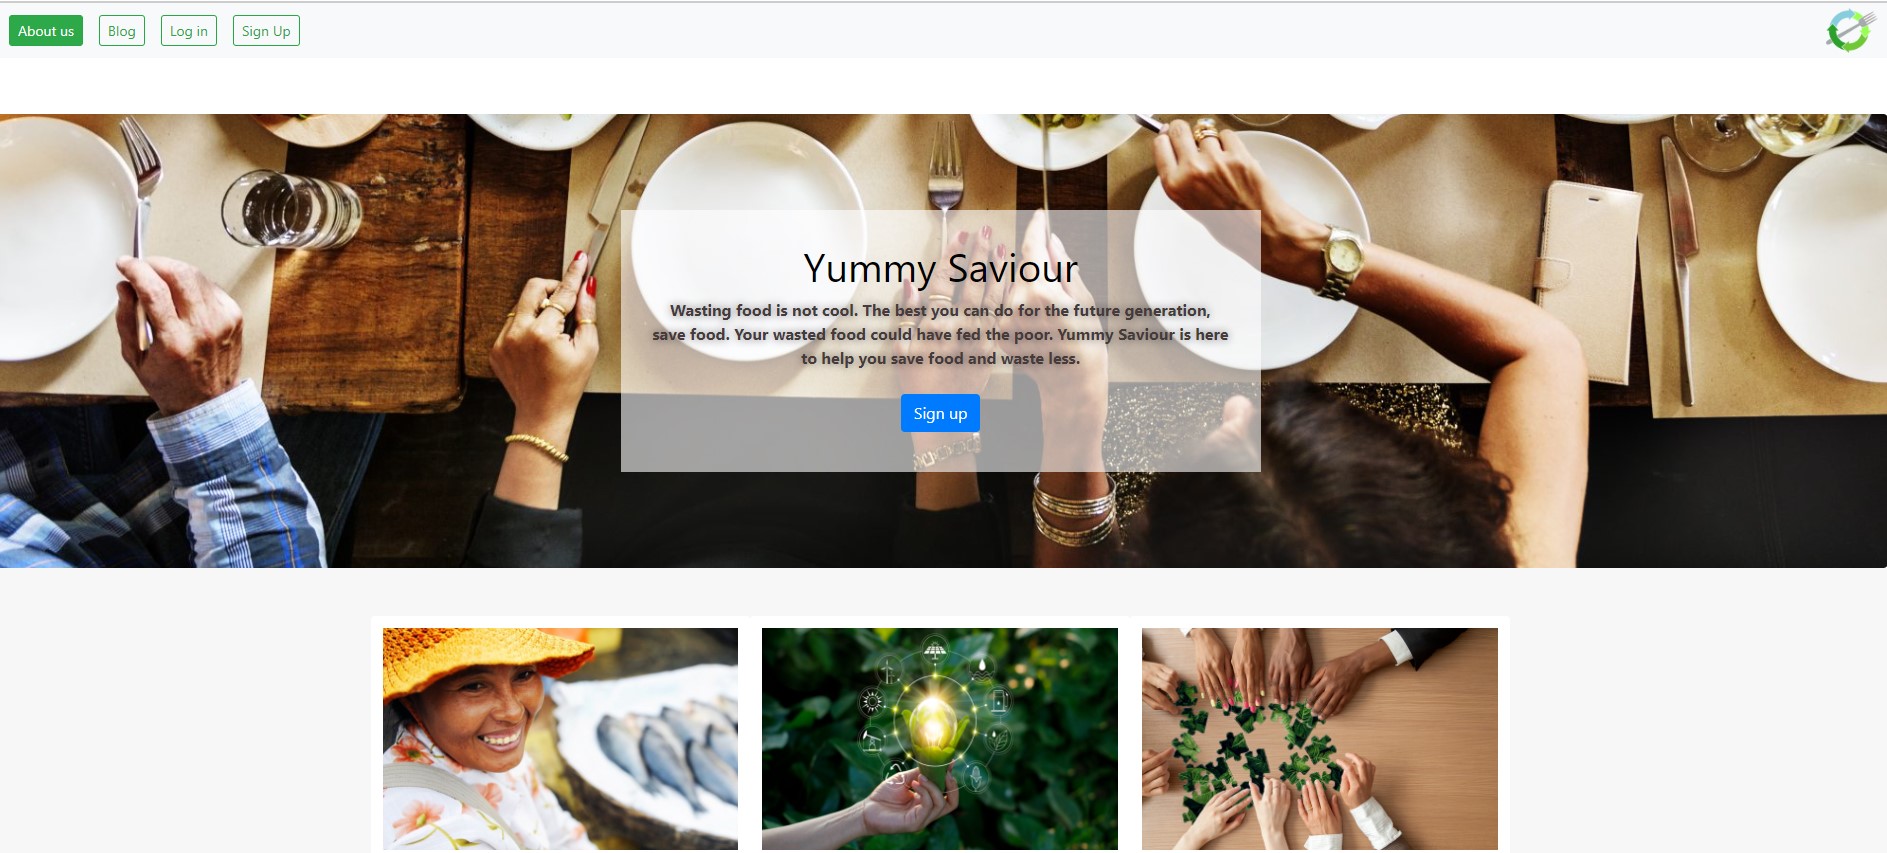 About us
Blog
Log in
Sign Up
Yummy Saviour
Wasting food is not cool. The best you can do for the future generation,
save food. Your wasted food could have fed the poor. Yummy Saviour is here
to help you save food and waste less.
Sign up